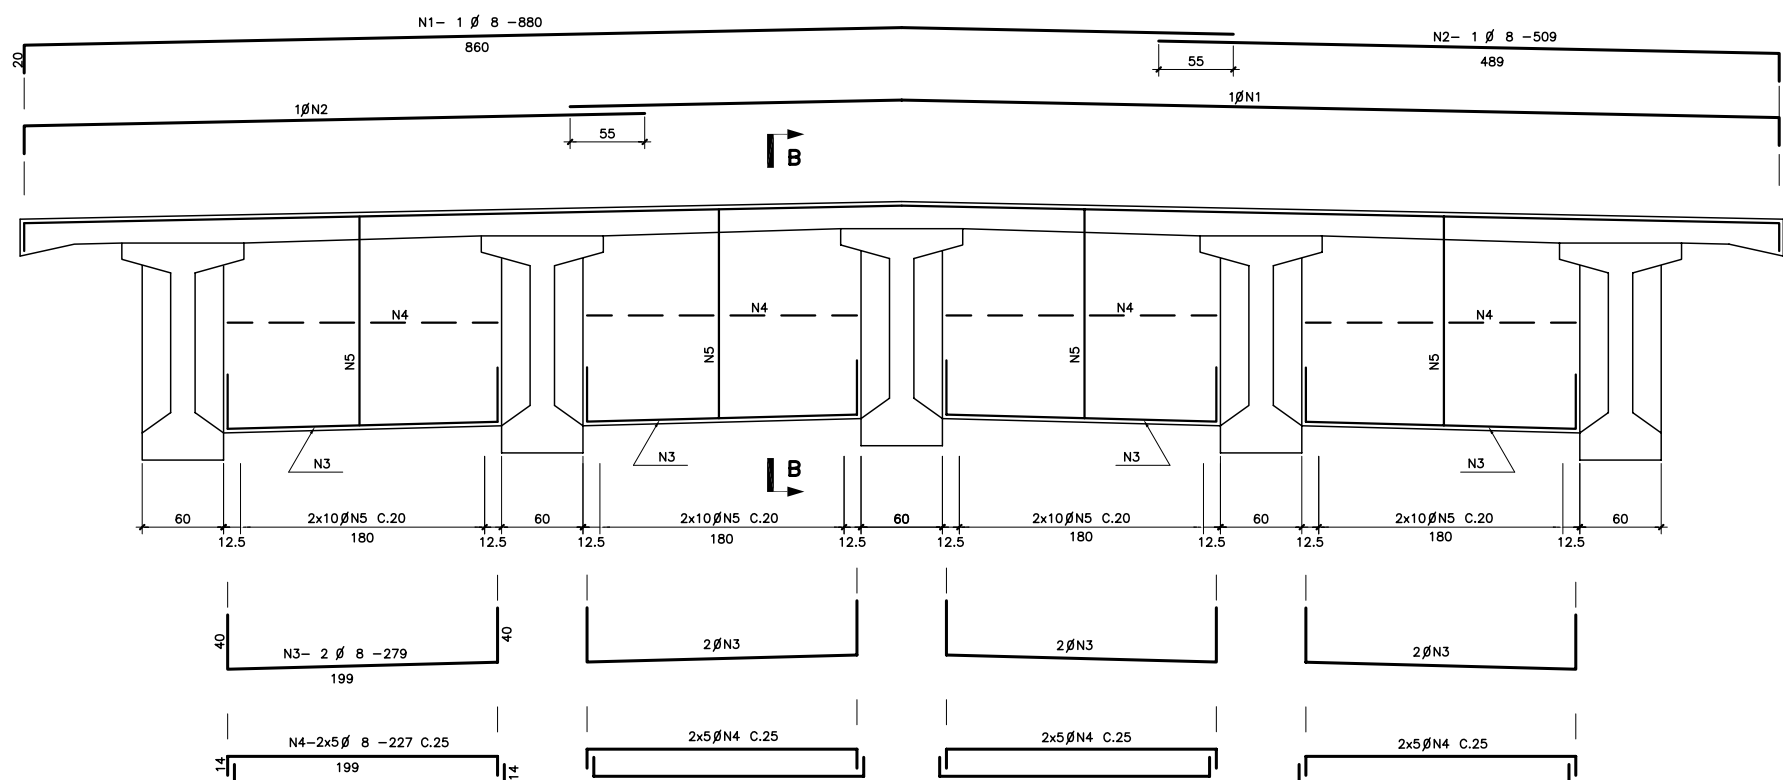 N1- 1 Ø 8 -880
860
20
N2- 1 Ø 8 -509
489
55
1ØN2
1ØN1
55
B
N4
N4
N4
N4
N5
N5
N5
N5
N3
N3
N3
N3
B
60
2x10ØN5 C.20
60
2x10ØN5 C.20
60
2x10ØN5 C.20
60
2x10ØN5 C.20
60
12.5
180
12.5
12.5
180
12.5
12.5
180
12.5
12.5
180
12.5
40
N3- 2 Ø 8 -279
199
40
2ØN3
2ØN3
2ØN3
14
N4-2x5Ø 8 -227 C.25
199
14
2x5ØN4 C.25
2x5ØN4 C.25
2x5ØN4 C.25